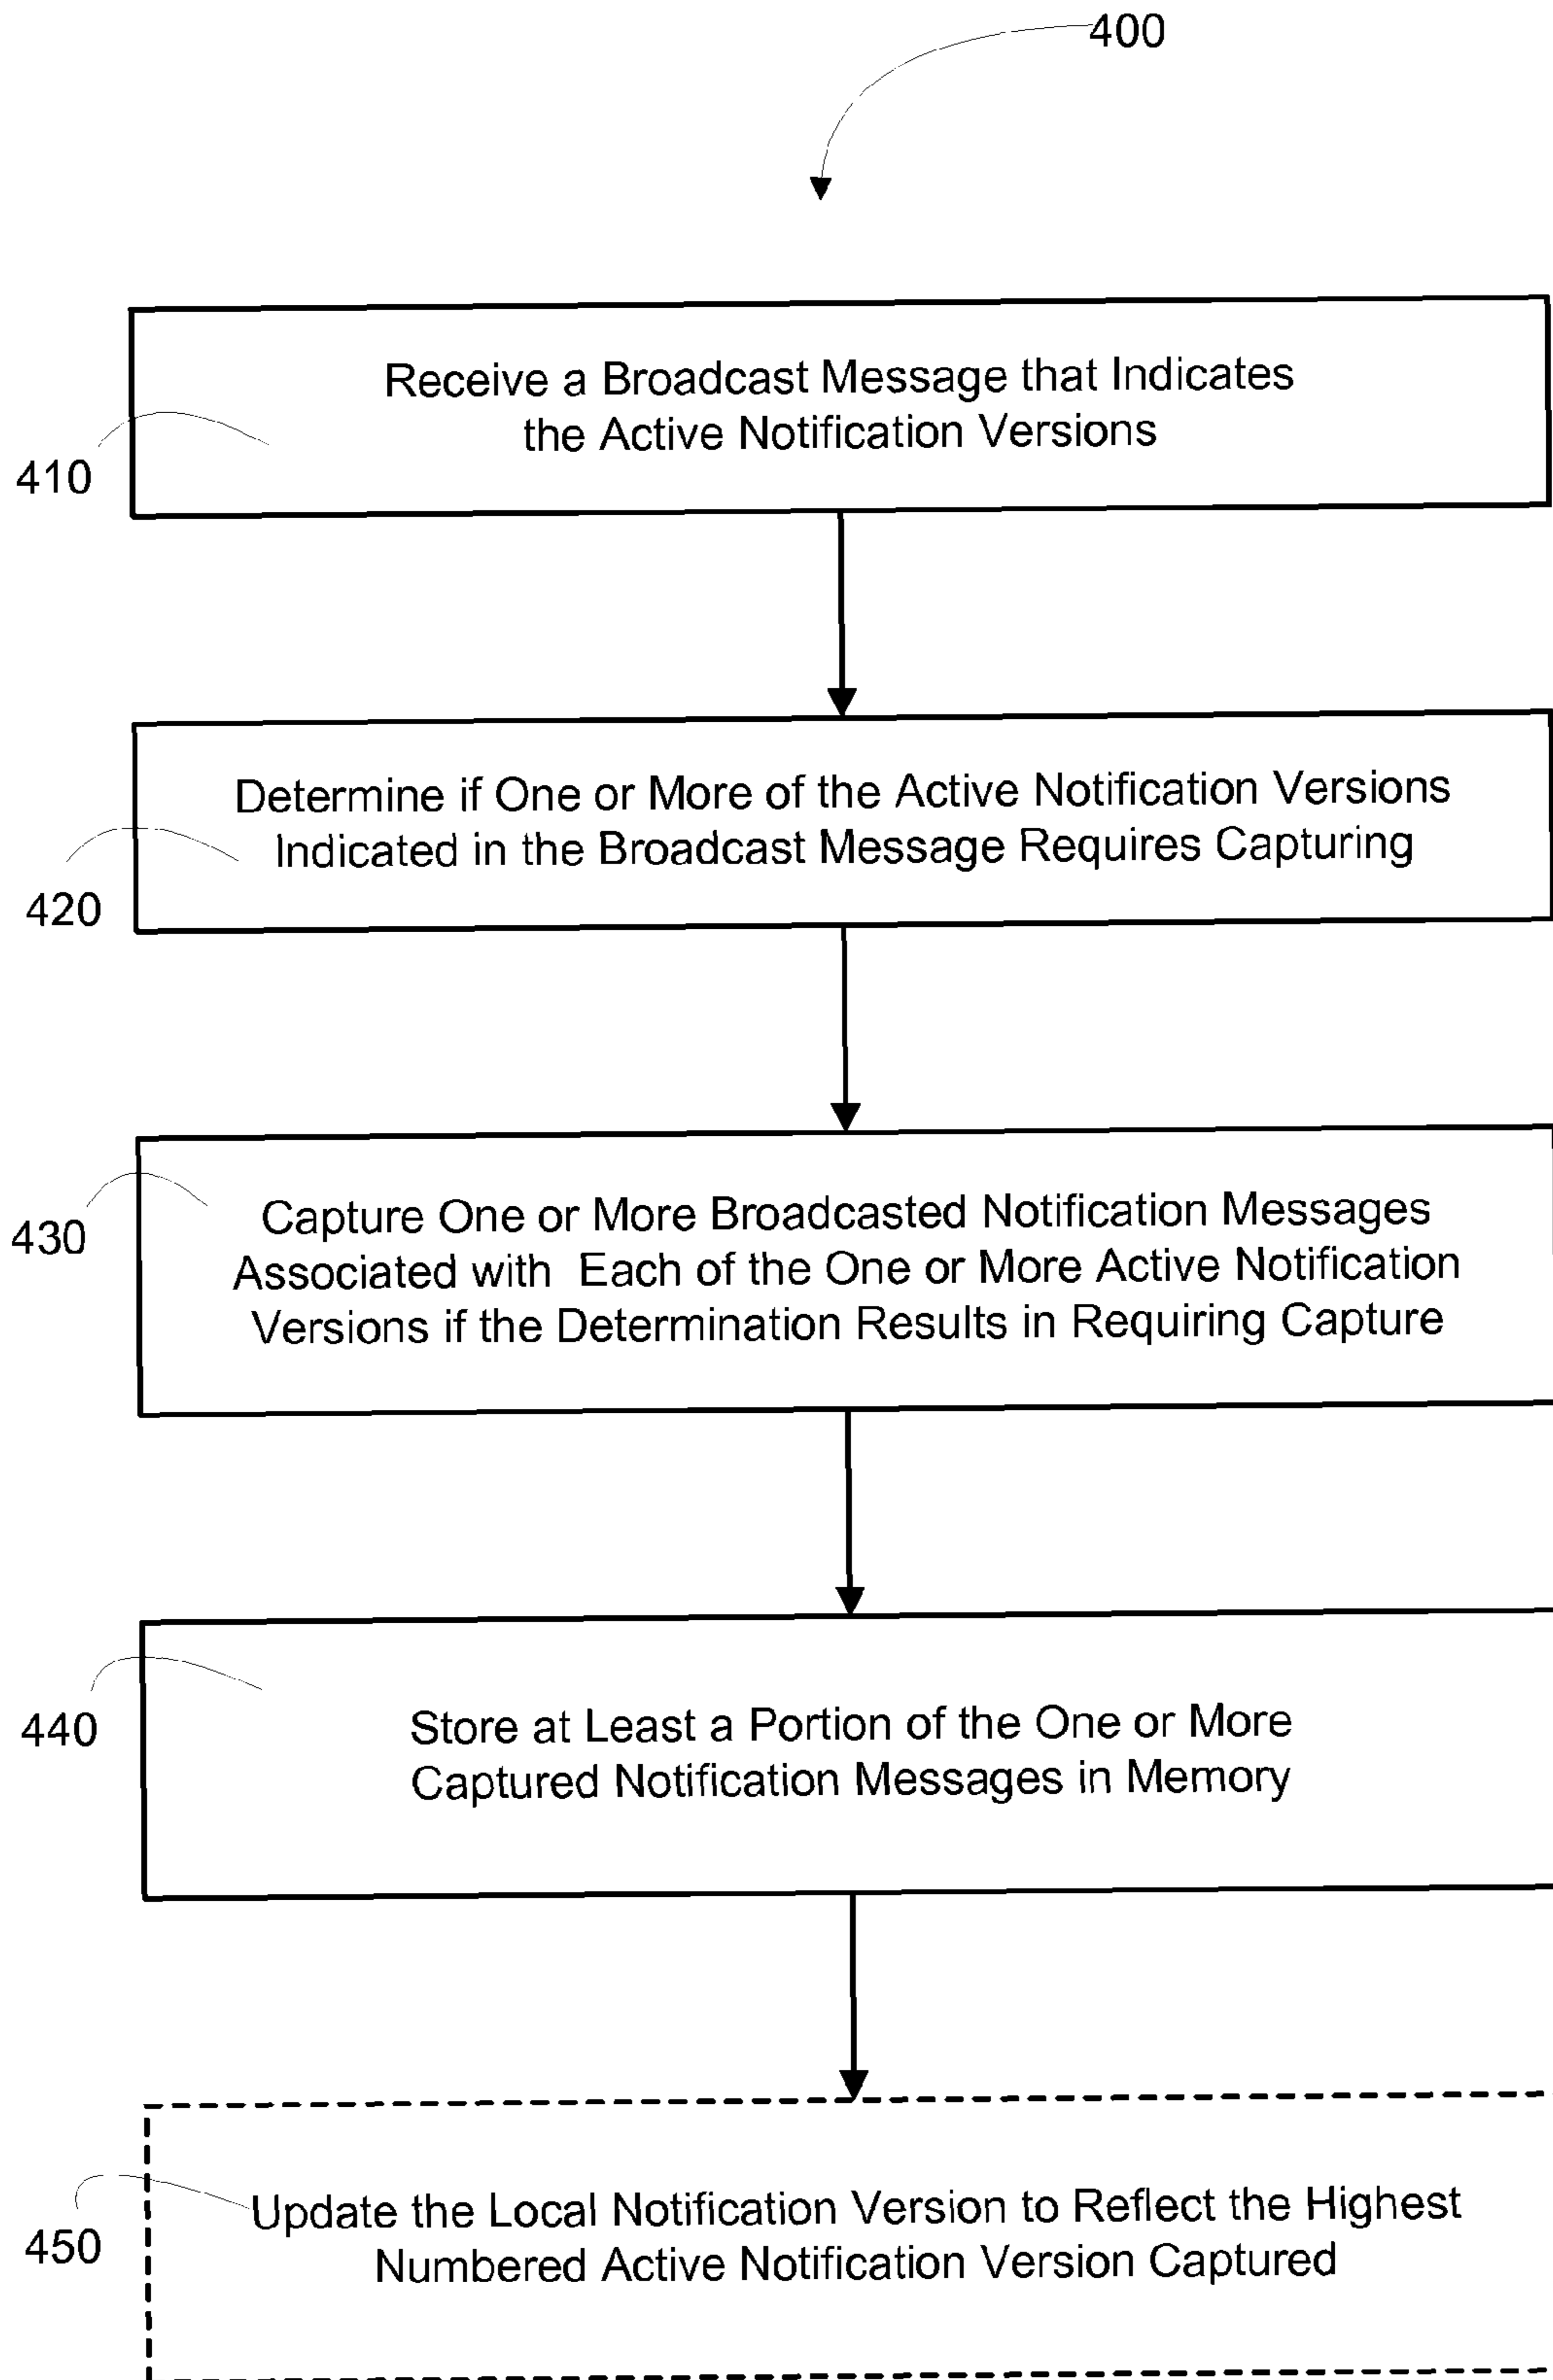 400
Receive a Broadcast Message that Indicates
the Active Notification Versions
410
Determine if One or More of the Active Notification Versions
Indicated in the Broadcast Message Requires Capturing
420
Capture One or More Broadcasted Notification Messages
Associated with Each of the One or More Active Notification
Versions if the Determination Results in Requiring Capture
430
Store at Least a Portion of the One or More
Captured Notification Messages in Memory
440
Update the Local Notification Version to Reflect the Highest
Numbered Active Notification Version Captured
450